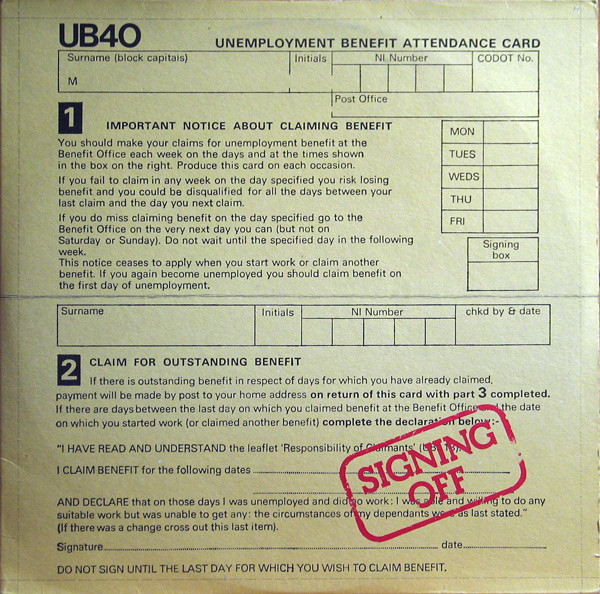 UB40
UNEMPLOYMENT BENEFIT ATTENDANCE CARD
Surname (block capitals) Initials NI Number CODOT No.
M
Post Office
1
IMPORTANT NOTICE ABOUT CLAIMING BENEFIT
You should make your claims for unemployment benefit at the
Benefit Office each week on the days and at the times shown
in the box on the right. Produce this card on each occasion.
If you fail to claim in any week on the day specified you risk losing
benefit and you could be disqualified for all the days between your
last claim and the day you next claim.
If you do miss claiming benefit on the day specified go to the
Benefit Office on the very next day you can (but not on
Saturday or Sunday). Do not wait until the specified day in the following
week.
This notice ceases to apply when you start work or claim another
benefit. If you again become unemployed you should claim benefit on
the first day of unemployment.
MON
TUES
WEDS
THU
FRI
Signing
box
Surname Initials NI Number chkd by & date
2
CLAIM FOR OUTSTANDING BENEFIT
If there is outstanding benefit in respect of days for which you have already claimed,
payment will be made by post to your home address on return of this card with part 3 completed.
If there are days between the last day on which you claimed benefit at the Benefit Office and the date
on which you started work (or claimed another benefit) complete the declaration below:-
"I HAVE READ AND UNDERSTAND the leaflet 'Responsibility of Claimants'
I CLAIM BENEFIT for the following dates
AND DECLARE that on those days I was unemployed and did no work: I was able and willing to do any
suitable work but was unable to get any: the circumstances of my dependants were as last stated."
(If there was a change cross out this last item).
Signature date
DO NOT SIGN UNTIL THE LAST DAY FOR WHICH YOU WISH TO CLAIM BENEFIT.
SIGNING
OFF